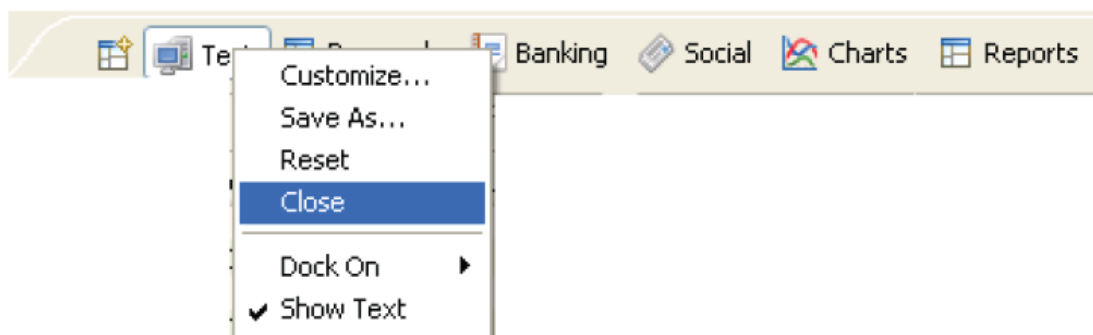 Banking Social Charts Reports
Customize...
Save As...
Reset
Close
Dock On
Show Text